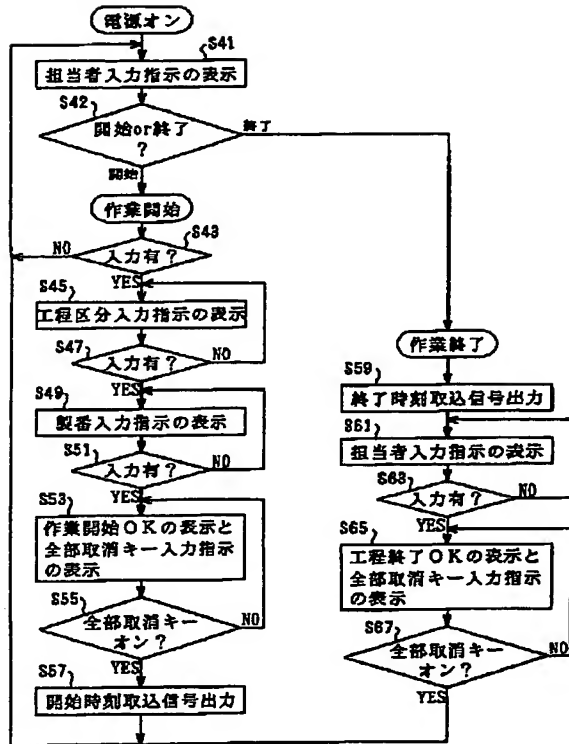 電源オン
S41
担当者入力指示の表示
S42
開始or終了
?
終了
開始
作業開始
S43
入力有?
NO
YES
S45
工程区分入力指示の表示
S47
入力有?
NO
YES
S49
製番入力指示の表示
S51
入力有?
NO
YES
S53
作業開始OKの表示と
全部取消キー入力指示
の表示
S55
全部取消キー
オン?
NO
YES
S57
開始時刻取込信号出力
作業終了
S59
終了時刻取込信号出力
S61
担当者入力指示の表示
S63
入力有?
NO
YES
S65
工程終了OKの表示と
全部取消キー入力指示
の表示
S67
全部取消キー
オン?
NO
YES